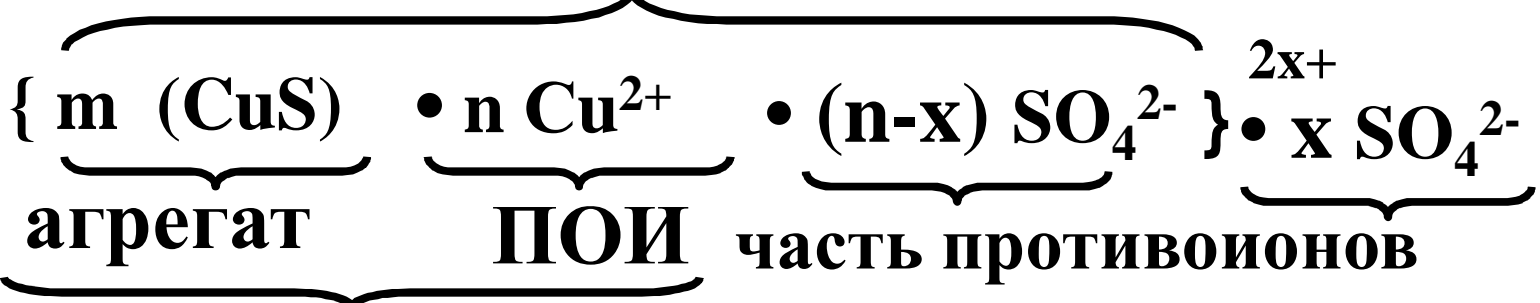 { m (CuS) • n Cu²⁺ • (n-x) SO₄²⁻ }²ˣ⁺ • x SO₄²⁻
агрегат ПОИ часть противоионов